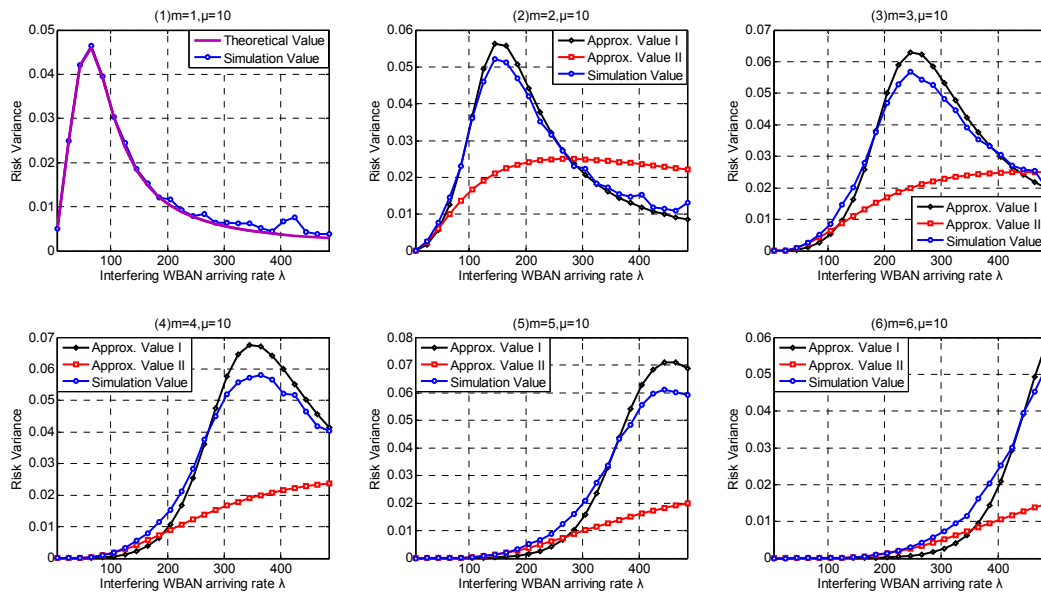 (1)m=1,μ=10
0.05
0.04
0.03
0.02
0.01
0
Risk Variance
100 200 300 400
Interfering WBAN arriving rate λ
Theoretical Value
Simulation Value
(2)m=2,μ=10
0.06
0.05
0.04
0.03
0.02
0.01
0
Risk Variance
100 200 300 400
Interfering WBAN arriving rate λ
Approx. Value I
Approx. Value II
Simulation Value
(3)m=3,μ=10
0.07
0.06
0.05
0.04
0.03
0.02
0.01
0
Risk Variance
100 200 300 400
Interfering WBAN arriving rate λ
Approx. Value I
Approx. Value II
Simulation Value
(4)m=4,μ=10
0.07
0.06
0.05
0.04
0.03
0.02
0.01
0
Risk Variance
100 200 300 400
Interfering WBAN arriving rate λ
Approx. Value I
Approx. Value II
Simulation Value
(5)m=5,μ=10
0.08
0.07
0.06
0.05
0.04
0.03
0.02
0.01
0.00
Risk Variance
100 200 300 400
Interfering WBAN arriving rate λ
Approx. Value I
Approx. Value II
Simulation Value
(6)m=6,μ=10
0.06
0.05
0.04
0.03
0.02
0.01
0
Risk Variance
100 200 300 400
Interfering WBAN arriving rate λ
Approx. Value I
Approx. Value II
Simulation Value